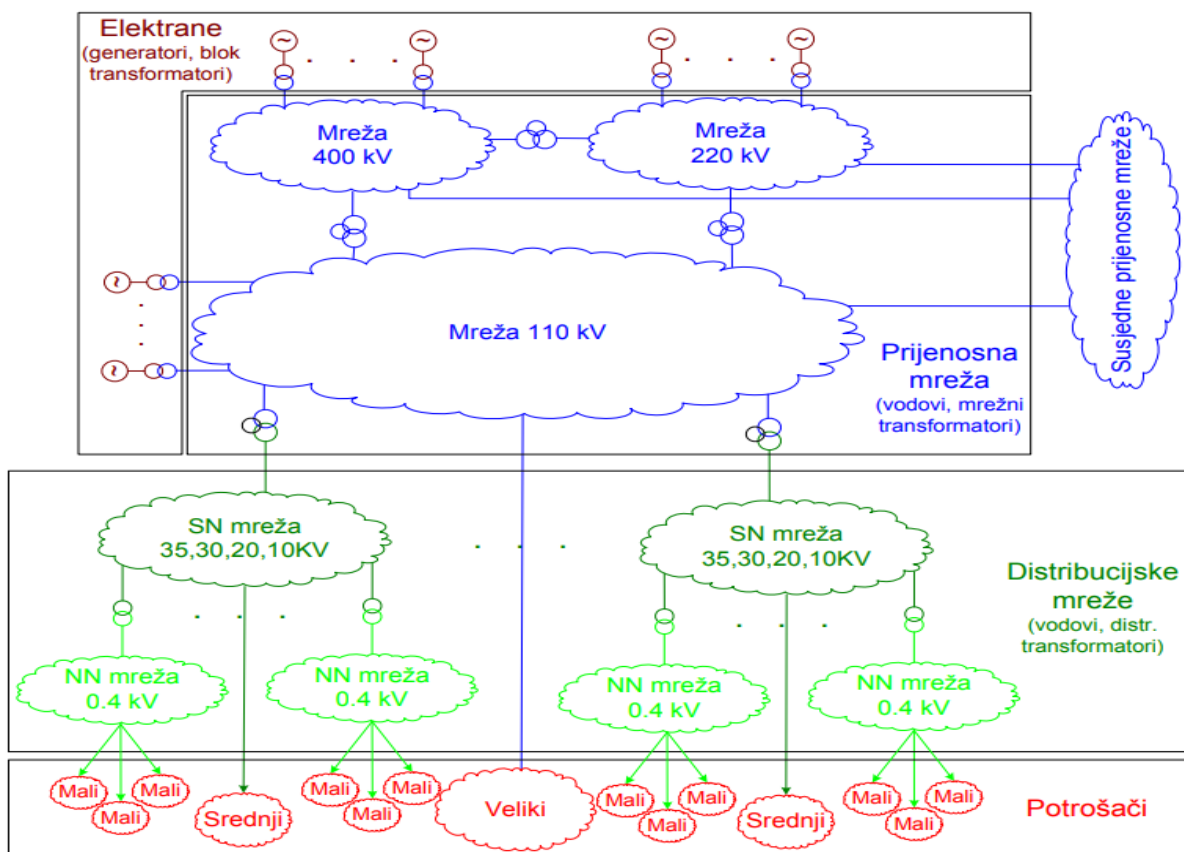 Elektrane
(generatori, blok
transformatori)
~
~
~
~
Mreža
400 kV
Mreža
220 kV
Susjedne prijenosne mreže
~
~
Mreža 110 kV
Prijenosna
mreža
(vodovi, mrežni
transformatori)
SN mreža
35,30,20,10KV
SN mreža
35,30,20,10KV
Distribucijske
mreže
(vodovi, distr.
transformatori)
NN mreža
0.4 kV
NN mreža
0.4 kV
NN mreža
0.4 kV
NN mreža
0.4 kV
Mali
Mali
Mali
Srednji
Mali
Mali
Mali
Veliki
Mali
Mali
Mali
Srednji
Mali
Mali
Mali
Potrošači